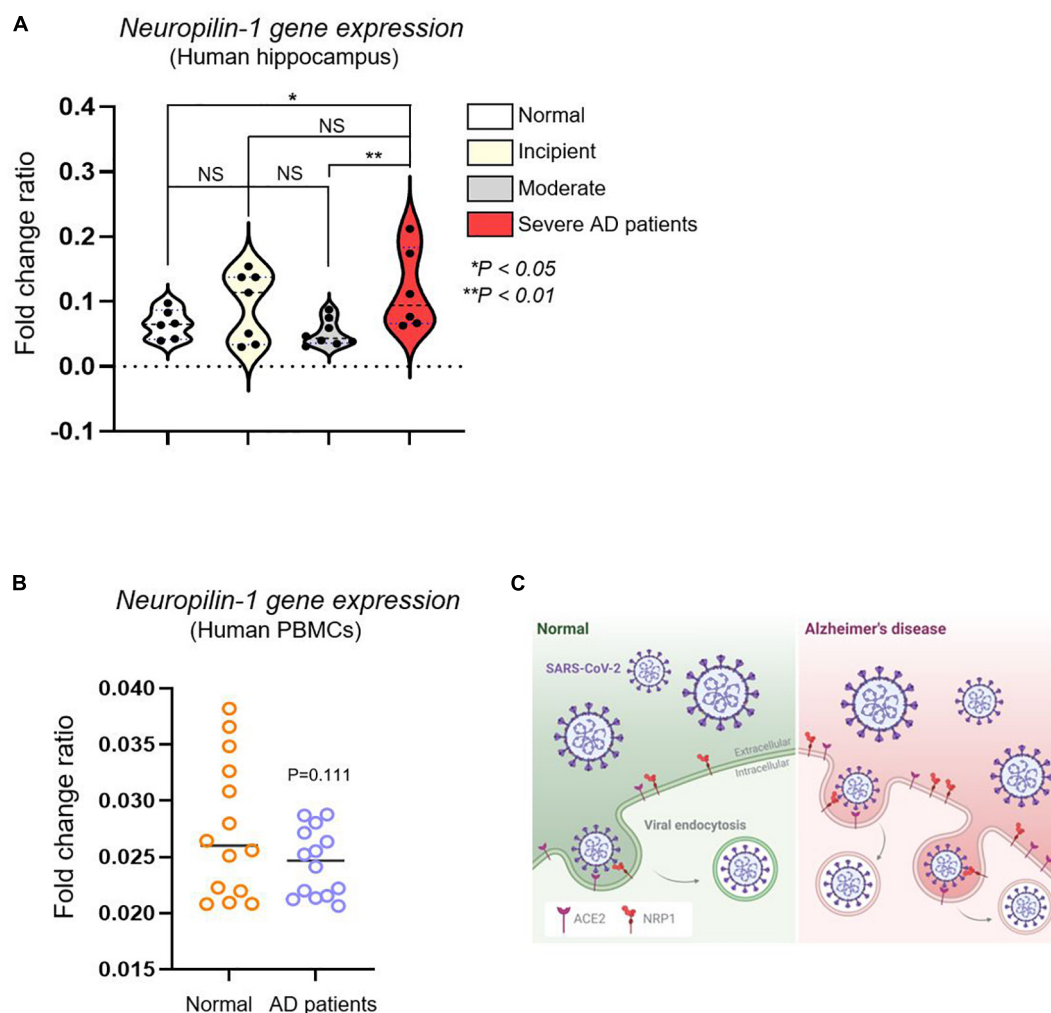 A
Neuropilin-1 gene expression
(Human hippocampus)
Fold change ratio
0.4
0.3
0.2
0.1
0.0
-0.1
*
NS
**
NS
NS
Normal
Incipient
Moderate
Severe AD patients
*P < 0.05
**P < 0.01
B
Neuropilin-1 gene expression
(Human PBMCs)
Fold change ratio
0.040
0.035
0.030
0.025
0.020
0.015
P=0.111
Normal
AD patients
C
Normal
Alzheimer's disease
SARS-CoV-2
Extracellular
Intracellular
Viral endocytosis
ACE2
NRP1